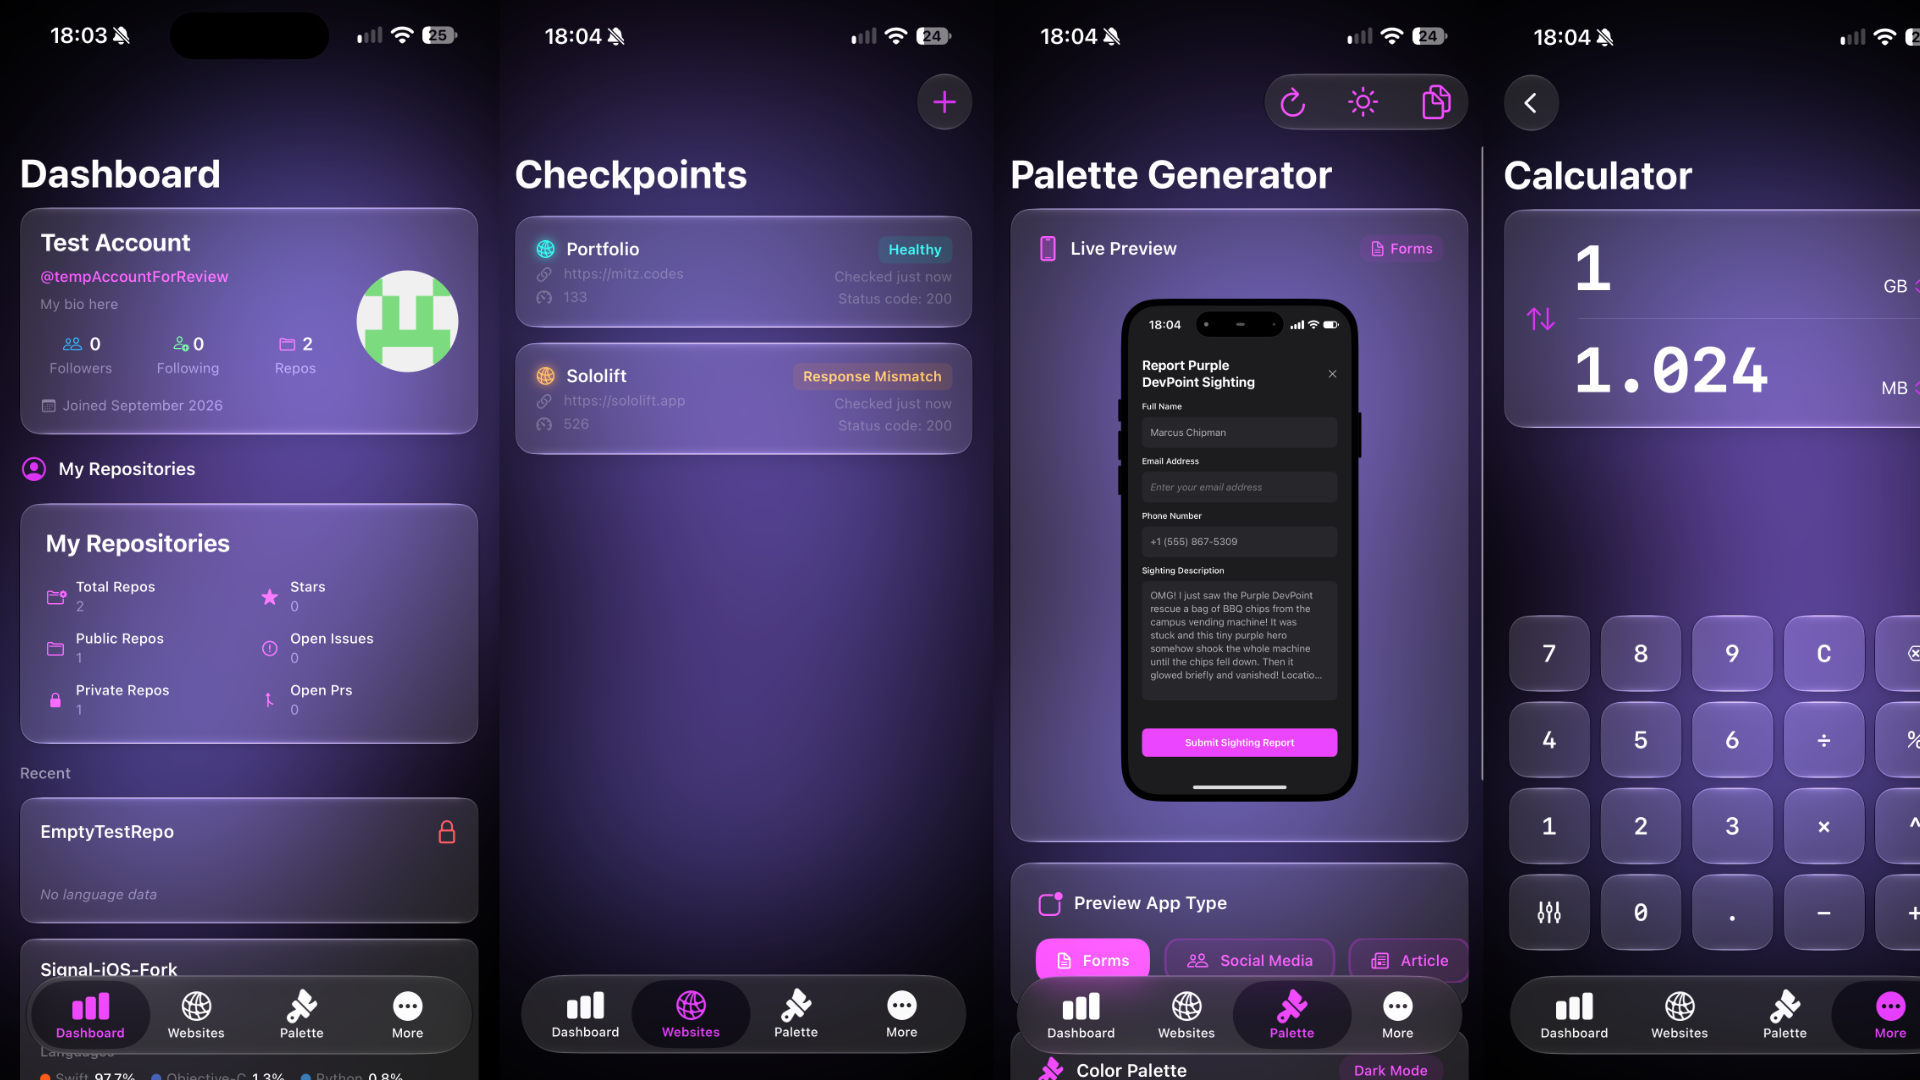 18:03
25
Dashboard
Test Account
@tempAccountForReview
My bio here
0
Followers
0
Following
2
Repos
Joined September 2026
My Repositories
My Repositories
Total Repos
2
Stars
0
Public Repos
1
Open Issues
0
Private Repos
1
Open Prs
0
Recent
EmptyTestRepo
No language data
Signal-iOS-Fork
Languages
Swift 97.7%
Objective-C 1.3%
Python 0.8%
Dashboard
Websites
Palette
More
18:04
24
Checkpoints
Portfolio
Healthy
https://mitz.codes
Checked just now
133
Status code: 200
Sololift
Response Mismatch
https://sololift.app
Checked just now
526
Status code: 200
Dashboard
Websites
Palette
More
18:04
24
Palette Generator
Live Preview
Forms
18:04
Report Purple
DevPoint Sighting
Full Name
Marcus Chipman
Email Address
Enter your email address
Phone Number
+1 (555) 867-5309
Sighting Description
OMG! I just saw the Purple DevPoint
rescue a bag of BBQ chips from the
campus vending machine! It was
stuck and this tiny purple hero
somehow shook the whole machine
until the chips fell down. Then it
glowed briefly and vanished! Locatio...
Submit Sighting Report
Preview App Type
Forms
Social Media
Article
Color Palette
Dark Mode
Dashboard
Websites
Palette
More
18:04
Calculator
1
GB
1.024
MB
7 8 9 C
4 5 6 ÷ %
1 2 3 × ^
0 . − +
Dashboard
Websites
Palette
More